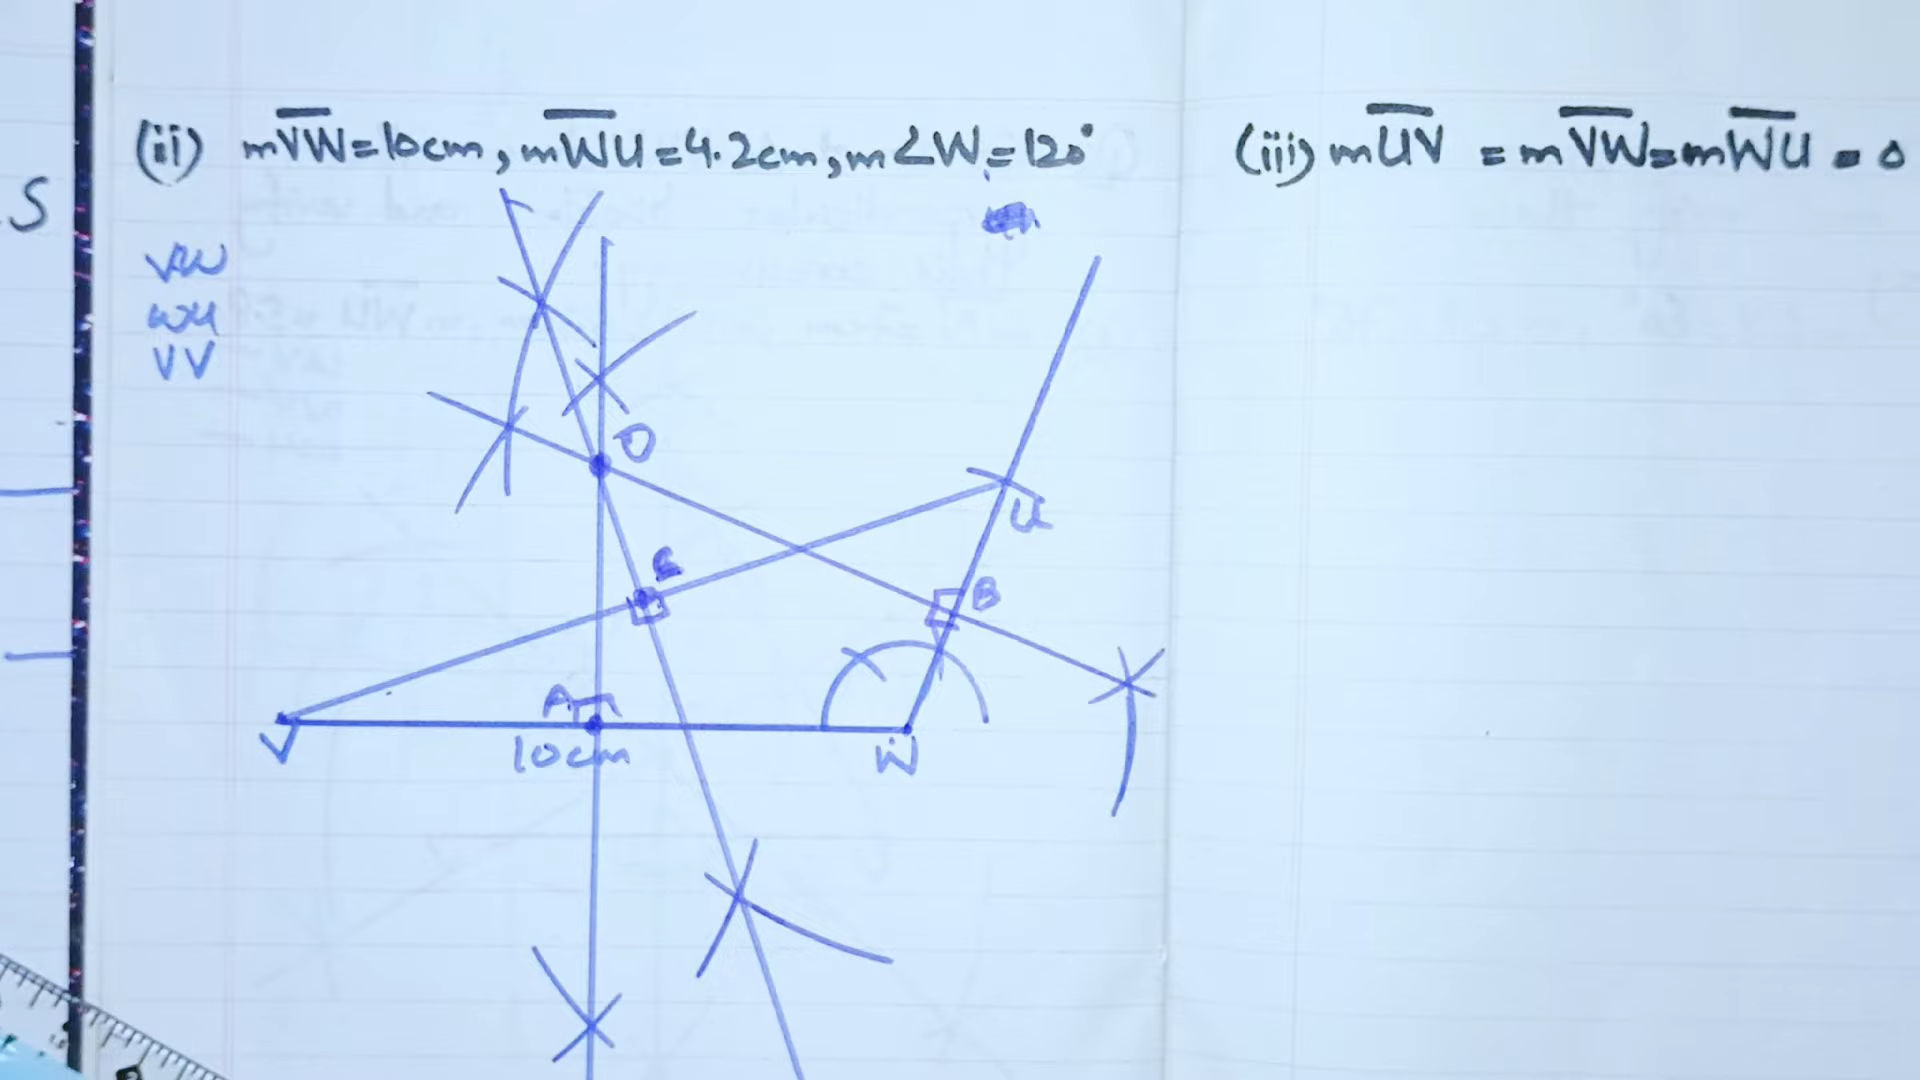 (ii) mVW=10cm, mWU=4.2cm, m∠W=120°
(iii) mUV = mVW=mWU = 0
S
VW
WU
VV
O
U
B
A
V
10cm
W